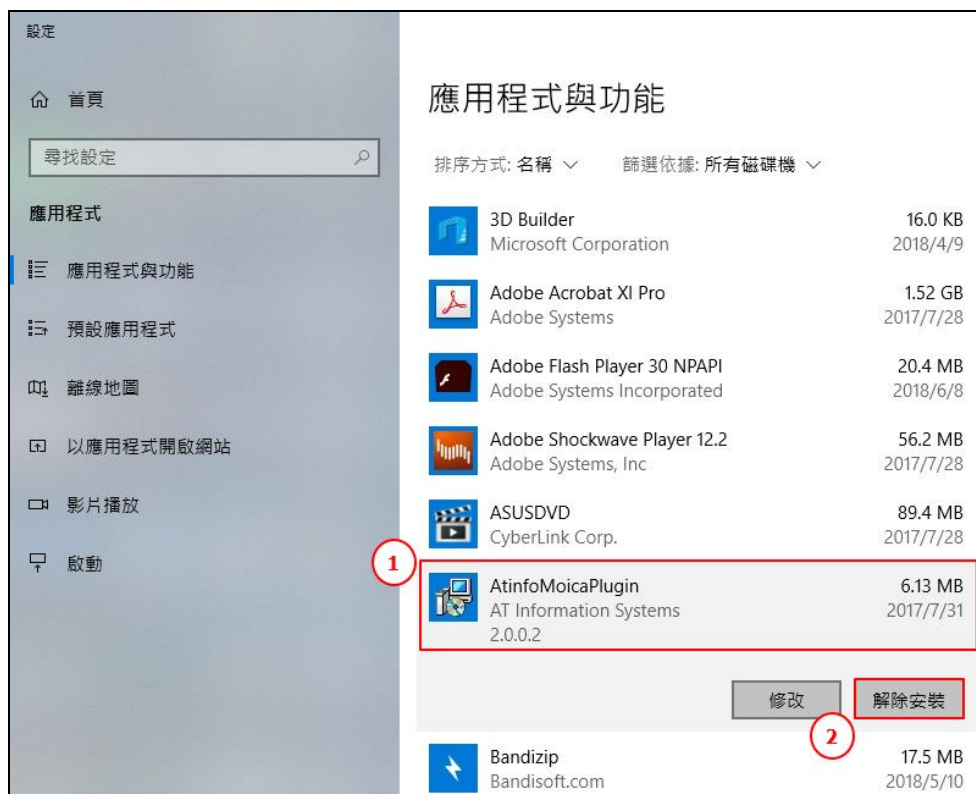 設定
首頁
尋找設定
應用程式
應用程式與功能
預設應用程式
離線地圖
以應用程式開啟網站
影片播放
啟動
應用程式與功能
排序方式: 名稱 篩選依據: 所有磁碟機
3D Builder 16.0 KB
Microsoft Corporation 2018/4/9
Adobe Acrobat XI Pro 1.52 GB
Adobe Systems 2017/7/28
Adobe Flash Player 30 NPAPI 20.4 MB
Adobe Systems Incorporated 2018/6/8
Adobe Shockwave Player 12.2 56.2 MB
Adobe Systems, Inc 2017/7/28
ASUSDVD 89.4 MB
CyberLink Corp. 2017/7/28
1
AtinfoMoicaPlugin 6.13 MB
AT Information Systems 2017/7/31
2.0.0.2
修改 解除安裝
2
Bandizip 17.5 MB
Bandisoft.com 2018/5/10